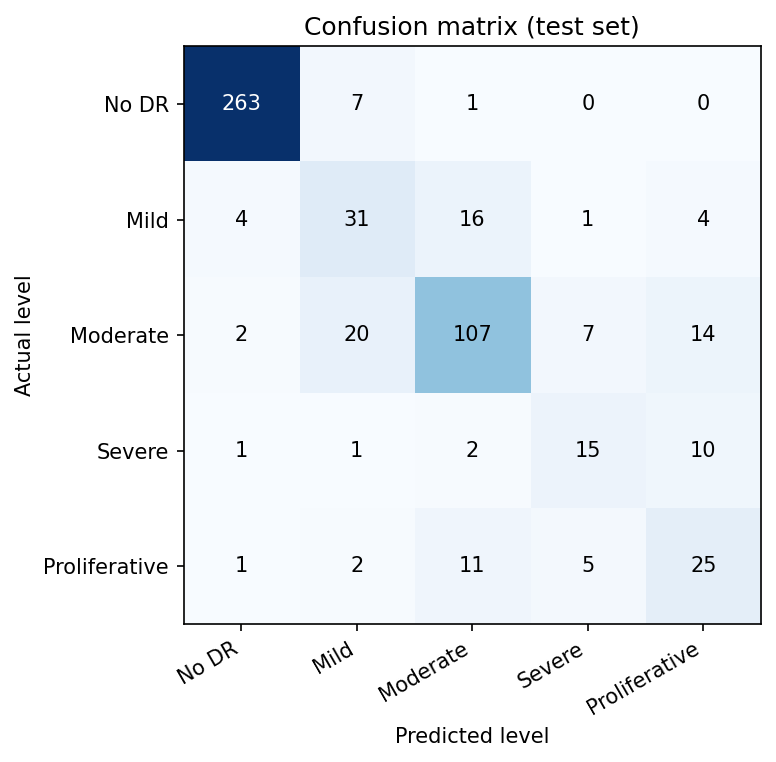 Confusion matrix (test set)
No DR 263 7 1 0 0
Mild 4 31 16 1 4
Moderate 2 20 107 7 14
Severe 1 1 2 15 10
Proliferative 1 2 11 5 25
Actual level
No DR Mild Moderate Severe Proliferative
Predicted level